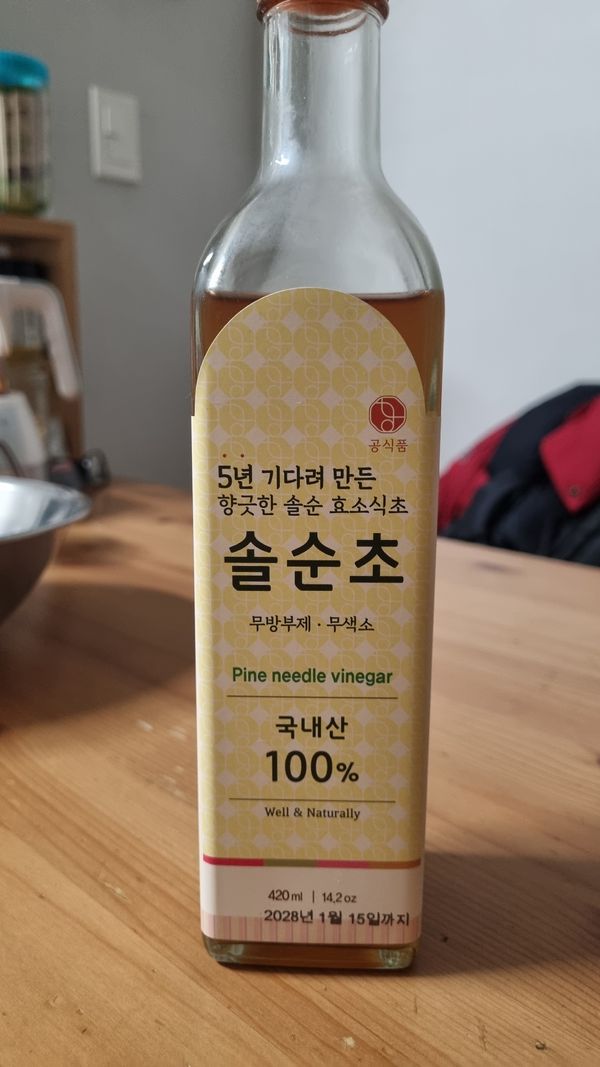 공식품
5년 기다려 만든
향긋한 솔순 효소식초
솔순초
무방부제 · 무색소
Pine needle vinegar
국내산
100%
Well & Naturally
420ml | 14.2oz
2028년 1월 15일까지